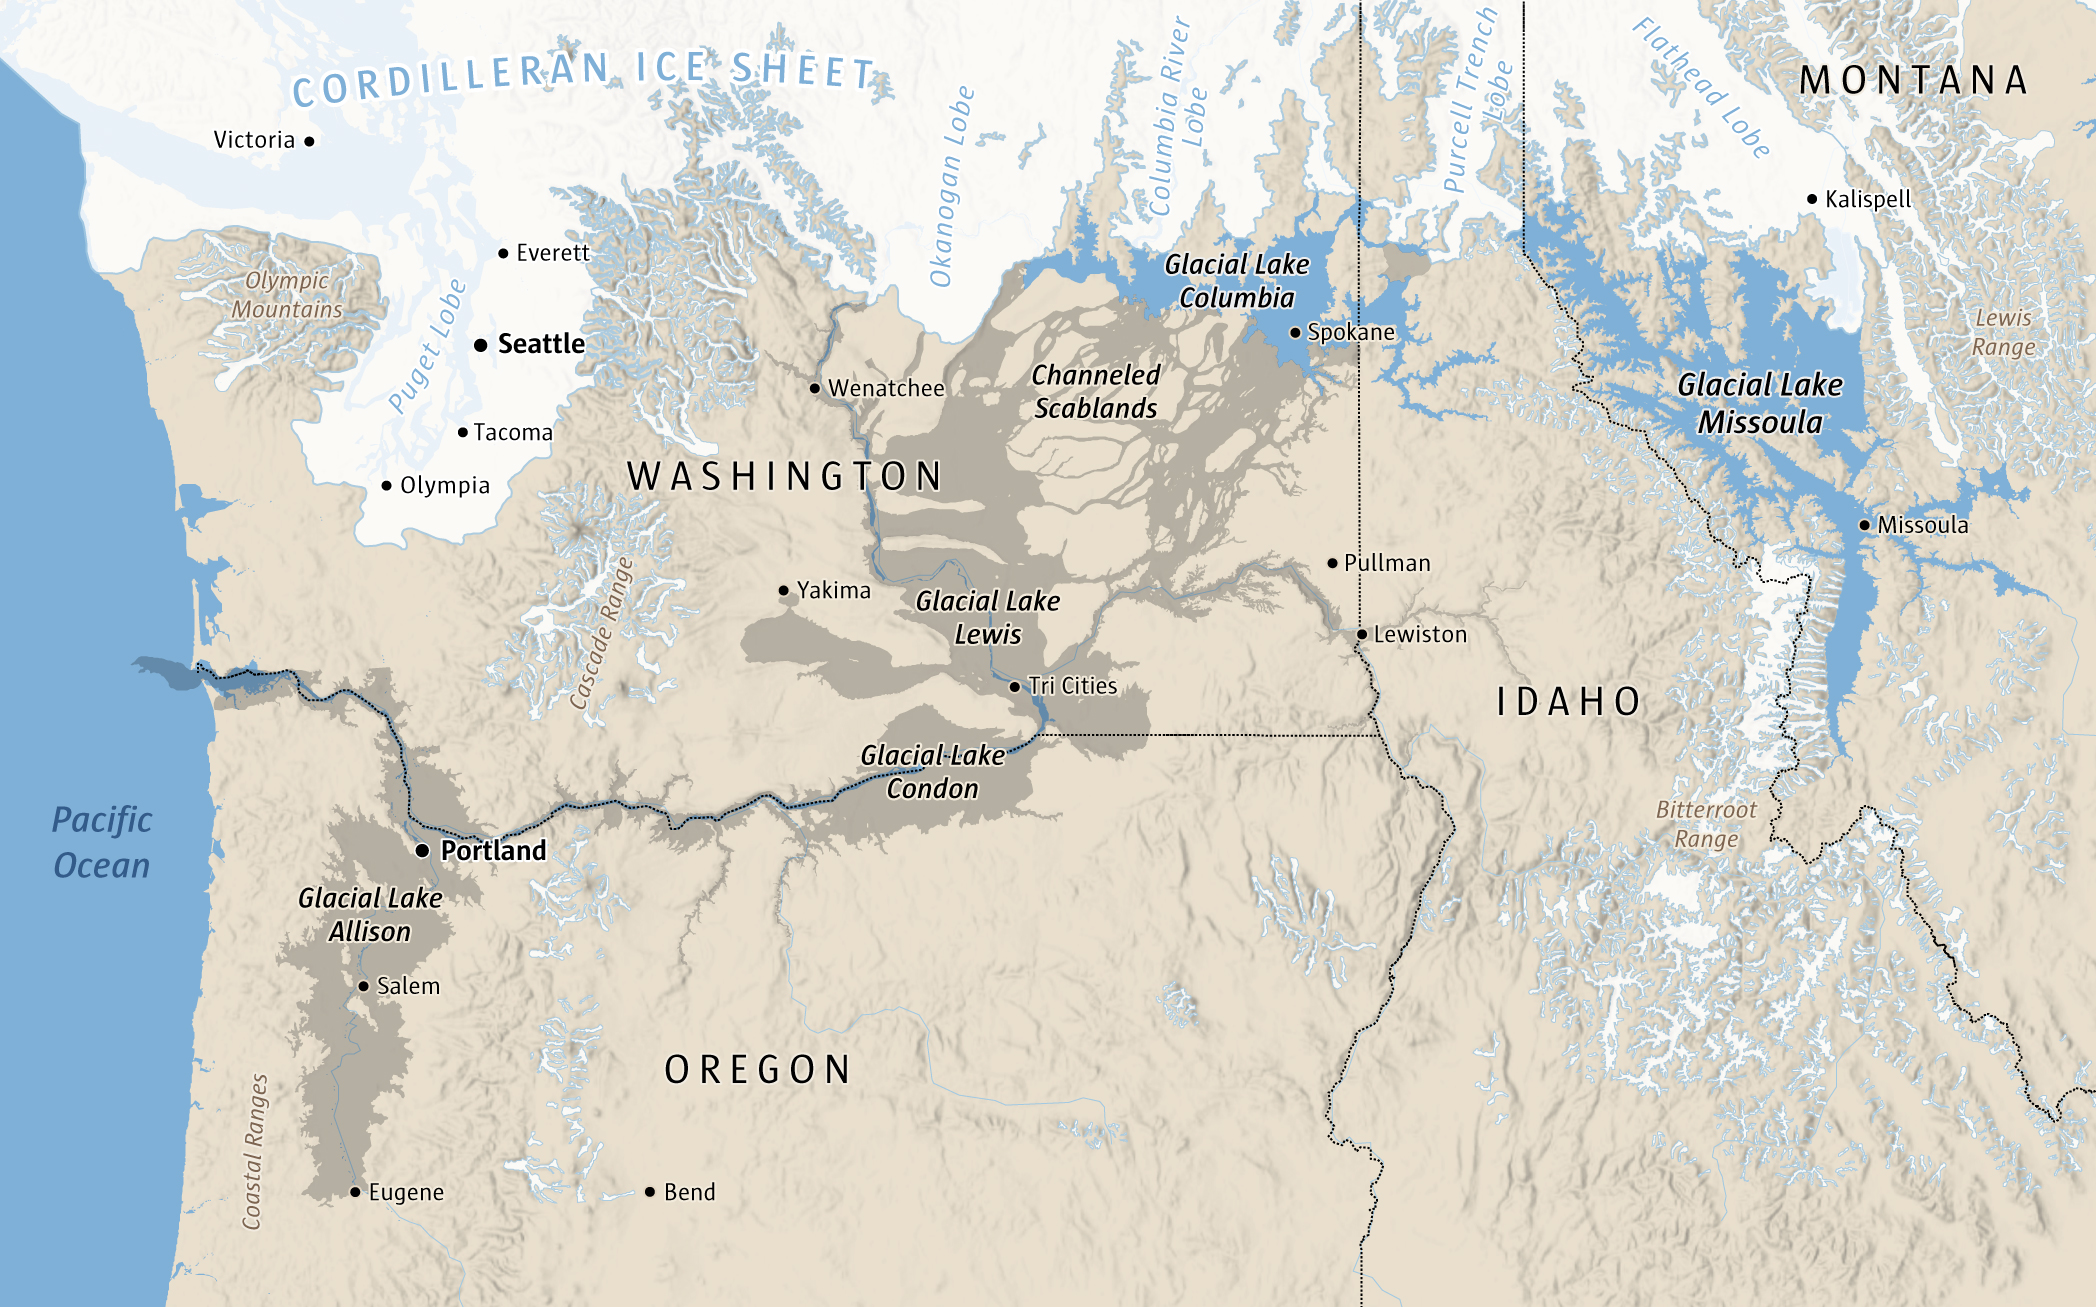 CORDILLERAN ICE SHEET
MONTANA
Victoria
Okanogan Lobe
Columbia River
Lobe
Purcell Trench
Lobe
Flathead Lobe
Kalispell
Everett
Olympic
Mountains
Puget Lobe
Seattle
Glacial Lake
Columbia
Spokane
Lewis
Range
Wenatchee
Channeled
Scablands
Glacial Lake
Missoula
Tacoma
Olympia
WASHINGTON
Missoula
Pullman
Yakima
Cascade Range
Glacial Lake
Lewis
Lewiston
Tri Cities
IDAHO
Glacial Lake
Condon
Pacific
Ocean
Bitterroot
Range
Portland
Glacial Lake
Allison
Salem
OREGON
Coastal Ranges
Eugene
Bend